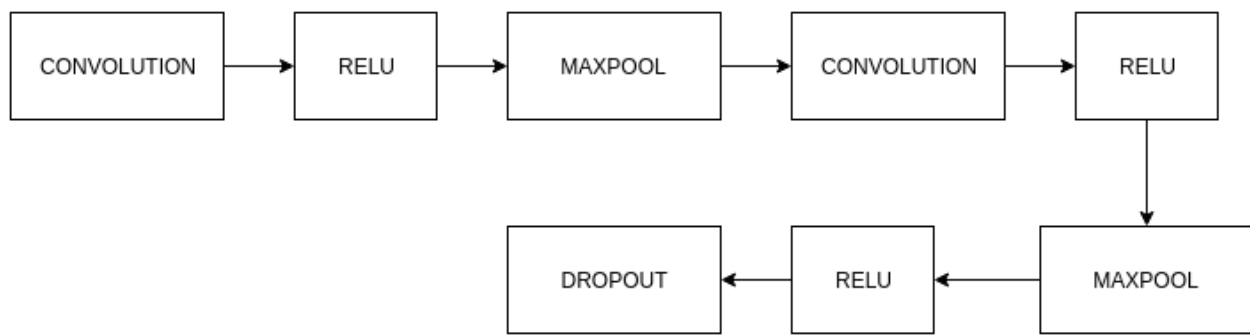 CONVOLUTION
RELU
MAXPOOL
CONVOLUTION
RELU
MAXPOOL
RELU
DROPOUT